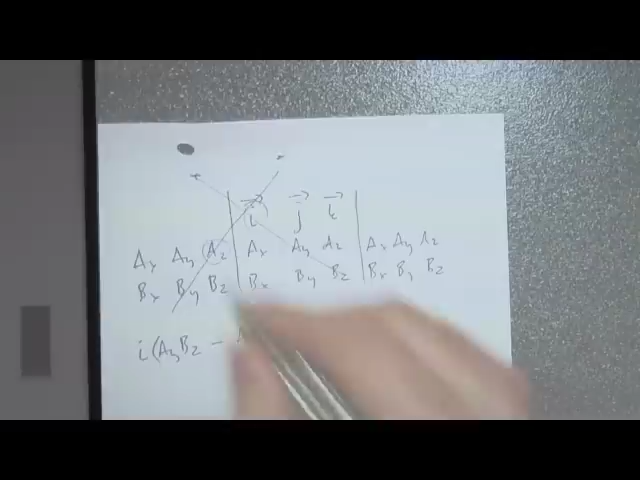 i j k
Ax Ay Az Ax Ay Az Ax Ay Az
Bx By Bz Bx By Bz Bx By Bz
i(AyBz - A